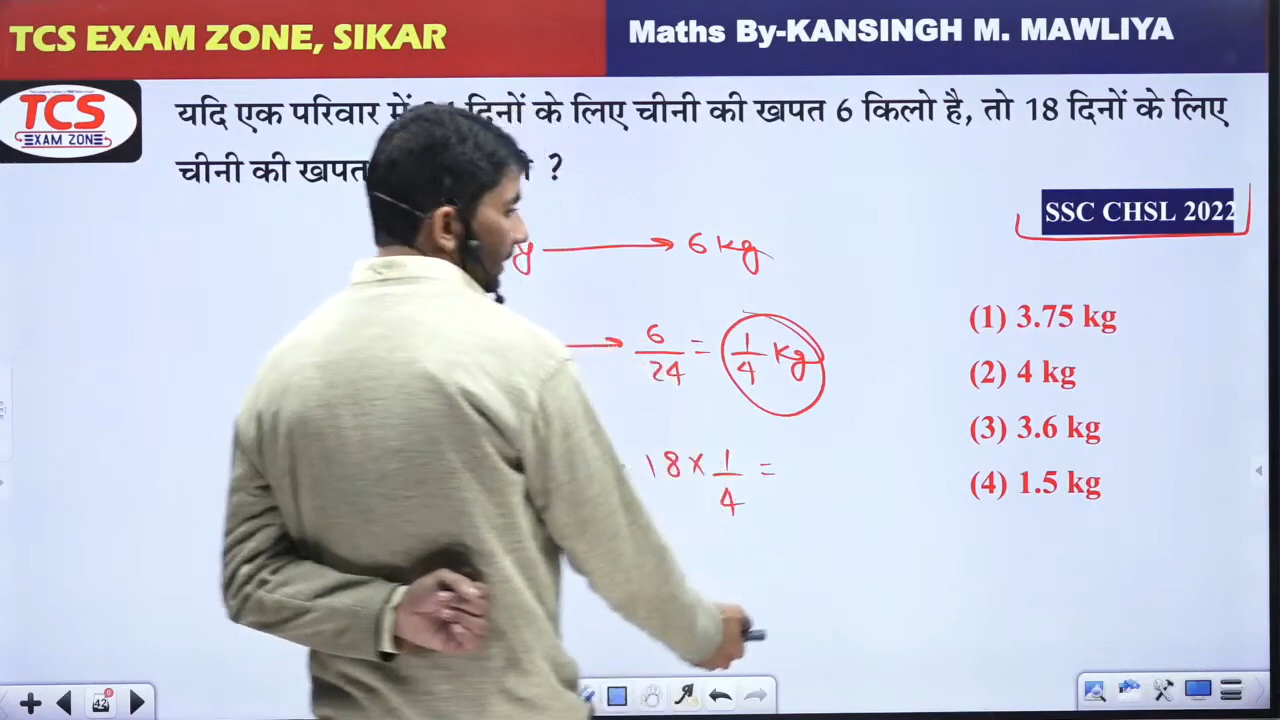 TCS EXAM ZONE, SIKAR
Maths By-KANSINGH M. MAWLIYA
TCS
EXAM ZONE
यदि एक परिवार में दिनों के लिए चीनी की खपत 6 किलो है, तो 18 दिनों के लिए
चीनी की खपत ?
SSC CHSL 2022
y → 6 kg
→ 6/24 = 1/4 kg
18 × 1/4 =
(1) 3.75 kg
(2) 4 kg
(3) 3.6 kg
(4) 1.5 kg
42